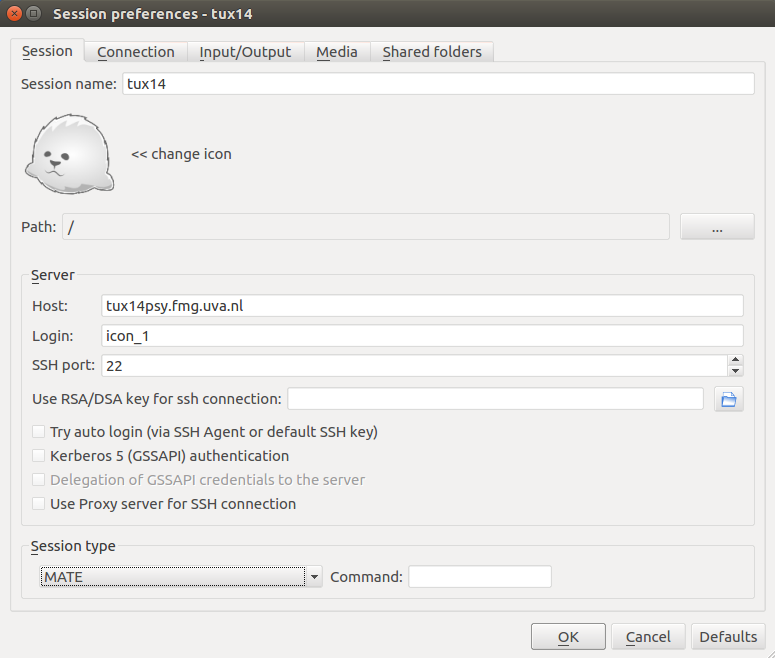 Session preferences - tux14
Session Connection Input/Output Media Shared folders
Session name: tux14
<< change icon
Path: / ...
Server
Host: tux14psy.fmg.uva.nl
Login: icon_1
SSH port: 22
Use RSA/DSA key for ssh connection:
Try auto login (via SSH Agent or default SSH key)
Kerberos 5 (GSSAPI) authentication
Delegation of GSSAPI credentials to the server
Use Proxy server for SSH connection
Session type
MATE Command:
OK Cancel Defaults